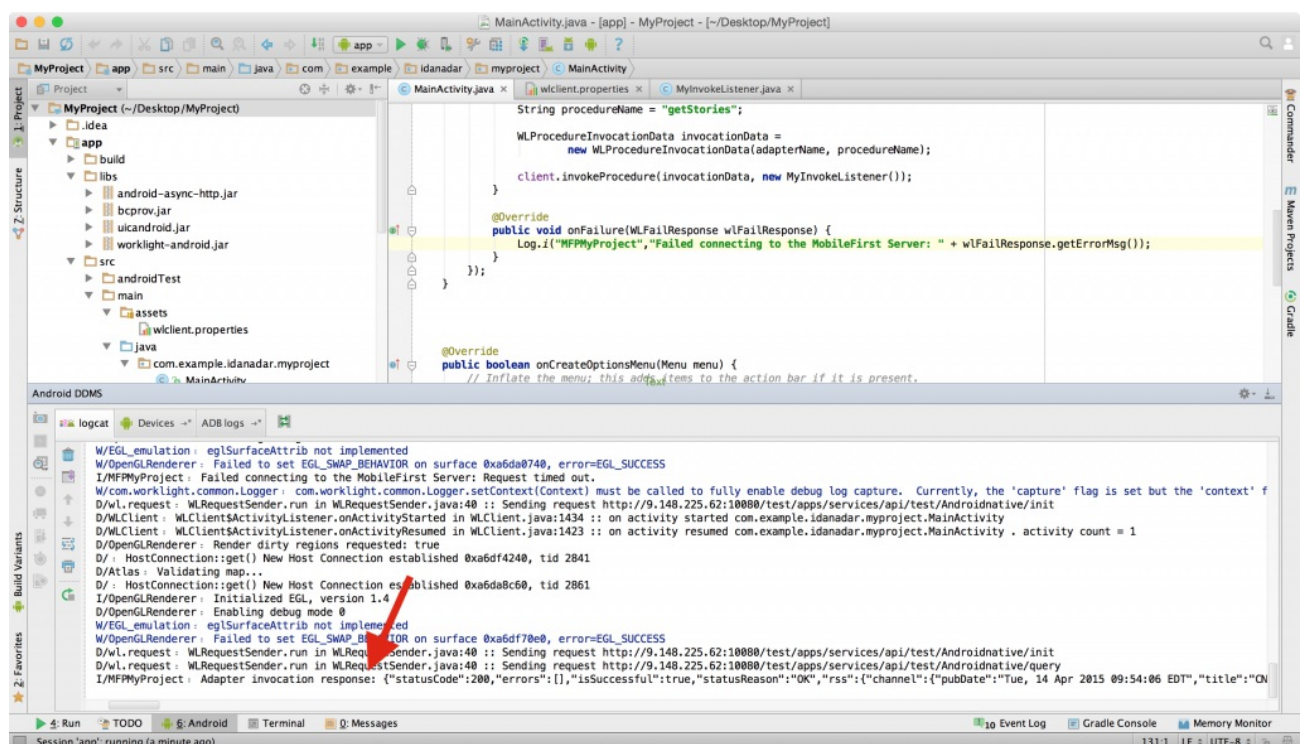 MainActivity.java - [app] - MyProject - [~/Desktop/MyProject]
app
MyProject app src main java com example idanadar myproject MainActivity
Project
MainActivity.java wlclient.properties MyInvokeListener.java
1: Project
Z: Structure
Build Variants
2: Favorites
MyProject (~/Desktop/MyProject)
.idea
app
build
libs
android-async-http.jar
bcprov.jar
uicandroid.jar
worklight-android.jar
src
androidTest
main
assets
wlclient.properties
java
com.example.idanadar.myproject
MainActivity
String procedureName = "getStories";
WLProcedureInvocationData invocationData =
new WLProcedureInvocationData(adapterName, procedureName);
client.invokeProcedure(invocationData, new MyInvokeListener());
}
@Override
public void onFailure(WLFailResponse wlFailResponse) {
Log.i("MFPMyProject","Failed connecting to the MobileFirst Server: " + wlFailResponse.getErrorMsg());
}
});
}
@Override
public boolean onCreateOptionsMenu(Menu menu) {
// Inflate the menu; this adds items to the action bar if it is present.
Text
Commander
Maven Projects
Gradle
Android DDMS
logcat Devices ADB logs
W/EGL_emulation﹕ eglSurfaceAttrib not implemented
W/OpenGLRenderer﹕ Failed to set EGL_SWAP_BEHAVIOR on surface 0xa6da0740, error=EGL_SUCCESS
I/MFPMyProject﹕ Failed connecting to the MobileFirst Server: Request timed out.
W/com.worklight.common.Logger﹕ com.worklight.common.Logger.setContext(Context) must be called to fully enable debug log capture. Currently, the 'capture' flag is set but the 'context' f
D/wl.request﹕ WLRequestSender.run in WLRequestSender.java:40 :: Sending request http://9.148.225.62:10080/test/apps/services/api/test/Androidnative/init
D/WLClient﹕ WLClient$ActivityListener.onActivityStarted in WLClient.java:1434 :: on activity started com.example.idanadar.myproject.MainActivity
D/WLClient﹕ WLClient$ActivityListener.onActivityResumed in WLClient.java:1423 :: on activity resumed com.example.idanadar.myproject.MainActivity . activity count = 1
D/OpenGLRenderer﹕ Render dirty regions requested: true
D/﹕ HostConnection::get() New Host Connection established 0xa6df4240, tid 2841
D/Atlas﹕ Validating map...
D/﹕ HostConnection::get() New Host Connection established 0xa6da8c60, tid 2861
I/OpenGLRenderer﹕ Initialized EGL, version 1.4
D/OpenGLRenderer﹕ Enabling debug mode 0
W/EGL_emulation﹕ eglSurfaceAttrib not implemented
W/OpenGLRenderer﹕ Failed to set EGL_SWAP_BEHAVIOR on surface 0xa6df70e0, error=EGL_SUCCESS
D/wl.request﹕ WLRequestSender.run in WLRequestSender.java:40 :: Sending request http://9.148.225.62:10080/test/apps/services/api/test/Androidnative/init
D/wl.request﹕ WLRequestSender.run in WLRequestSender.java:40 :: Sending request http://9.148.225.62:10080/test/apps/services/api/test/Androidnative/query
I/MFPMyProject﹕ Adapter invocation response: {"statusCode":200,"errors":[],"isSuccessful":true,"statusReason":"OK","rss":{"channel":{"pubDate":"Tue, 14 Apr 2015 09:54:06 EDT","title":"CN
4: Run TODO 6: Android Terminal 0: Messages 10 Event Log Gradle Console Memory Monitor
Session 'app': running (a minute ago) 131:1 LF UTF-8